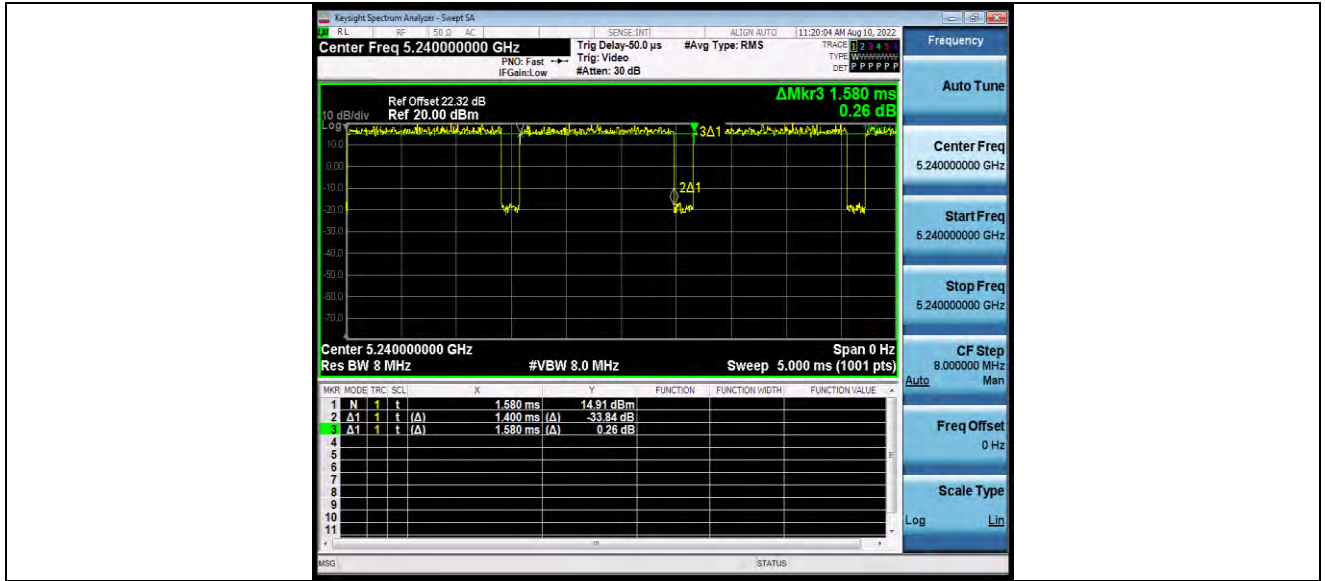 Keysight Spectrum Analyzer - Swept SA
RL RF 50 Ω AC SENSE:INT ALIGN AUTO 11:20:04 AM Aug 10, 2022
Center Freq 5.240000000 GHz
Trig Delay-50.0 µs #Avg Type: RMS
TRACE 1 2 3 4 5 6
PNO: Fast Trig: Video
TYPE WWWWWW
IFGain:Low #Atten: 30 dB
DET P P P P P P
ΔMkr3 1.580 ms
0.26 dB
Ref Offset 22.32 dB
10 dB/div Ref 20.00 dBm
Log
10.0
0.00
-10.0
-20.0
-30.0
-40.0
-50.0
-60.0
-70.0
3Δ1
2Δ1
Center 5.240000000 GHz Span 0 Hz
Res BW 8 MHz #VBW 8.0 MHz Sweep 5.000 ms (1001 pts)
MKR MODE TRC SCL X Y FUNCTION FUNCTION WIDTH FUNCTION VALUE
1 N 1 t 1.580 ms 14.91 dBm
2 Δ1 1 t (Δ) 1.400 ms (Δ) -33.84 dB
3 Δ1 1 t (Δ) 1.580 ms (Δ) 0.26 dB
4
5
6
7
8
9
10
11
MSG STATUS
Frequency
Auto Tune
Center Freq
5.240000000 GHz
Start Freq
5.240000000 GHz
Stop Freq
5.240000000 GHz
CF Step
8.000000 MHz
Auto Man
Freq Offset
0 Hz
Scale Type
Log Lin